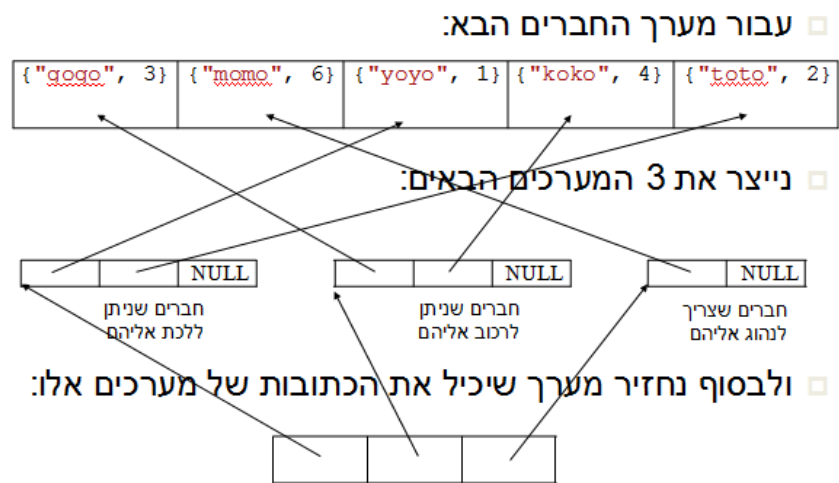 עבור מערך החברים הבא:
{"gogo", 3} {"momo", 6} {"yoyo", 1} {"koko", 4} {"toto", 2}
נייצר את 3 המערכים הבאים:
NULL NULL NULL
חברים שצריך
לנהוג אליהם
חברים שניתן
לרכוב אליהם
חברים שניתן
ללכת אליהם
ולבסוף נחזיר מערך שיכיל את הכתובות של מערכים אלו: